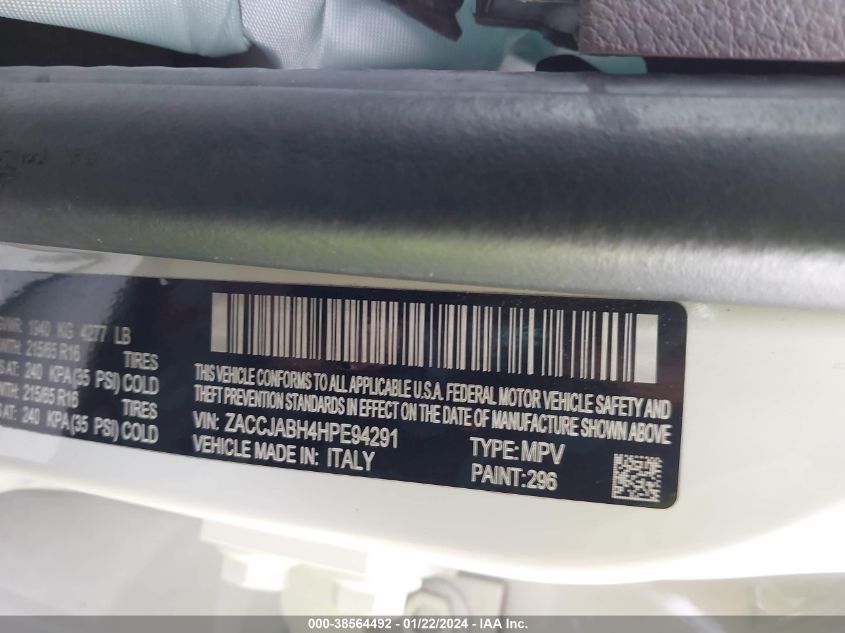 GVWR: 1940 KG 4277 LB
215/65 R16 TIRES
AT: 240 KPA(35 PSI) COLD
215/65 R16 TIRES
AT: 240 KPA(35 PSI) COLD
THIS VEHICLE CONFORMS TO ALL APPLICABLE U.S.A. FEDERAL MOTOR VEHICLE SAFETY AND
THEFT PREVENTION STANDARDS IN EFFECT ON THE DATE OF MANUFACTURE SHOWN ABOVE
VIN: ZACCJABH4HPE94291 TYPE: MPV
VEHICLE MADE IN: ITALY PAINT:296
000-38564492 - 01/22/2024 - IAA Inc.